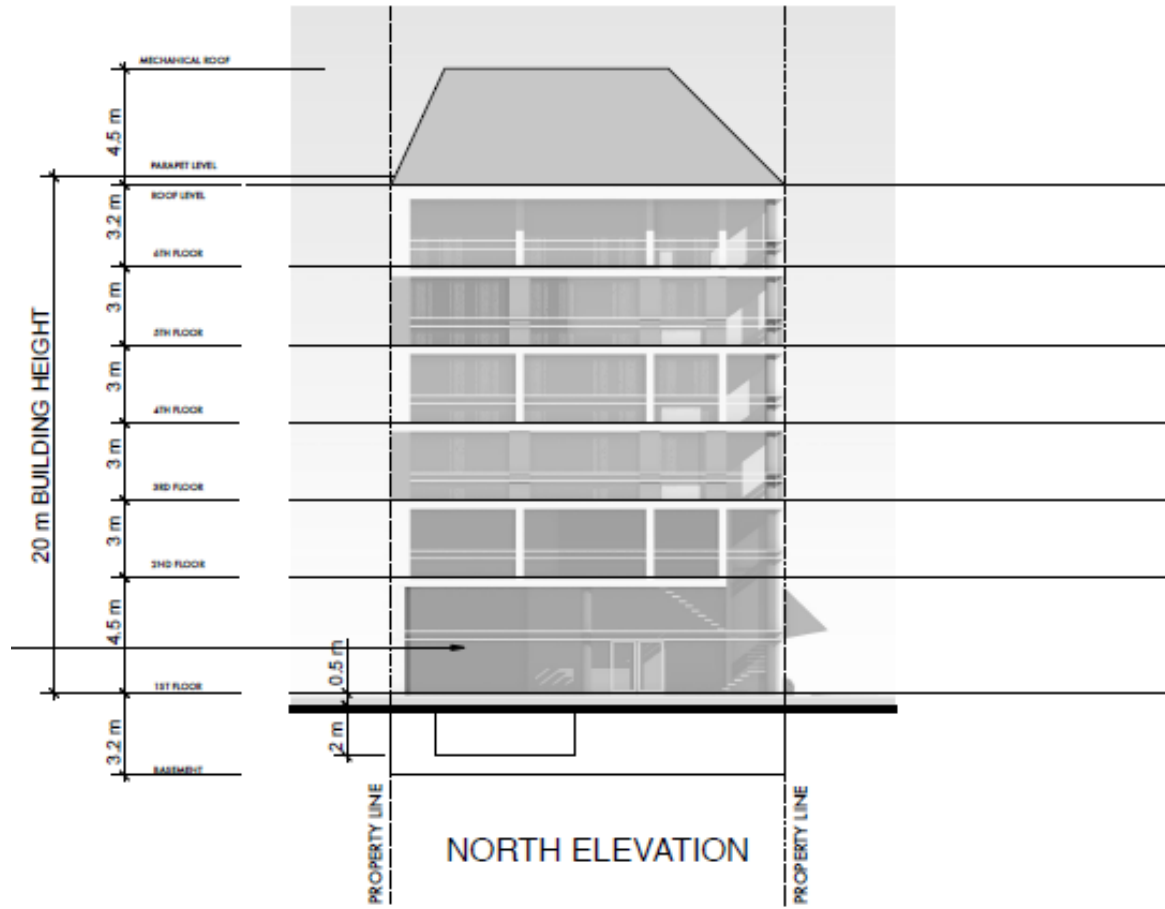 MECHANICAL ROOF
4.5 m
PARAPET LEVEL
ROOF LEVEL
3.2 m
6TH FLOOR
3 m
5TH FLOOR
3 m
4TH FLOOR
3 m
3RD FLOOR
3 m
2ND FLOOR
4.5 m
1ST FLOOR
3.2 m
BASEMENT
20 m BUILDING HEIGHT
0.5 m
2 m
PROPERTY LINE
NORTH ELEVATION
PROPERTY LINE